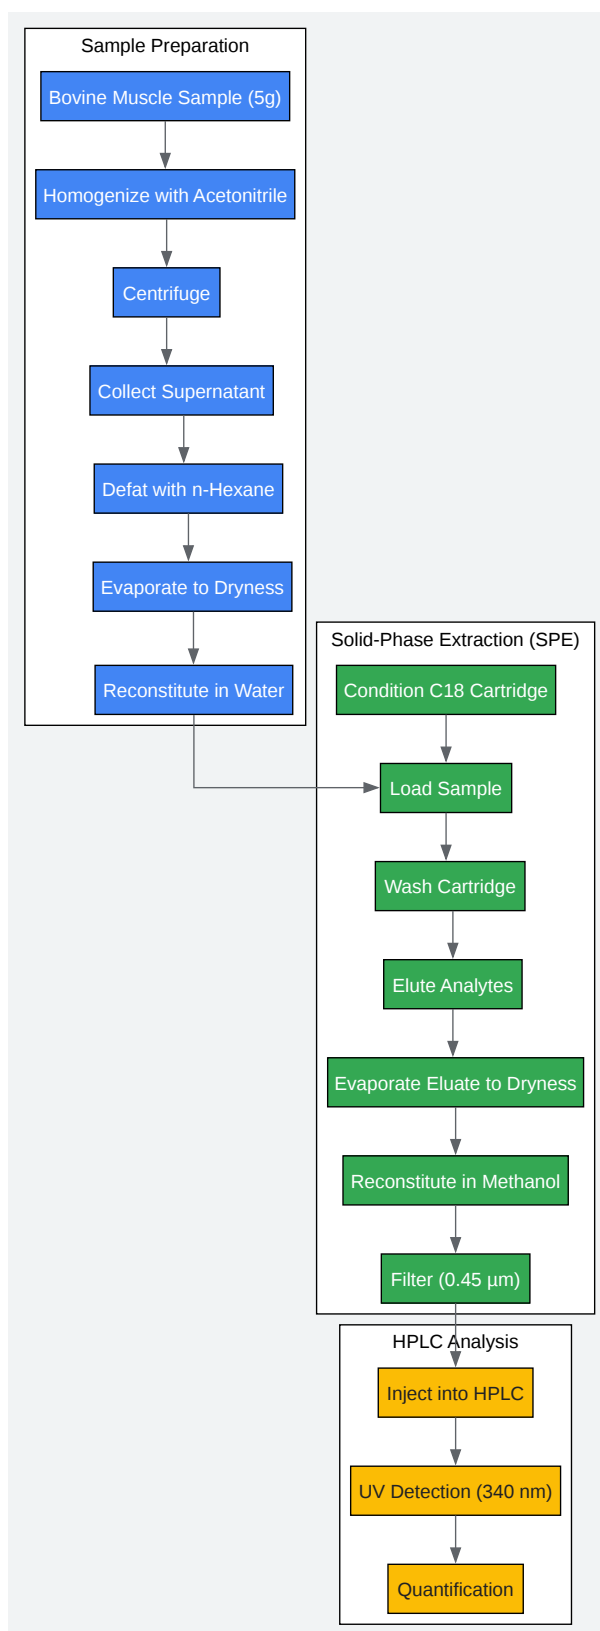 Sample Preparation
Bovine Muscle Sample (5g)
Homogenize with Acetonitrile
Centrifuge
Collect Supernatant
Defat with n-Hexane
Evaporate to Dryness
Reconstitute in Water
Solid-Phase Extraction (SPE)
Condition C18 Cartridge
Load Sample
Wash Cartridge
Elute Analytes
Evaporate Eluate to Dryness
Reconstitute in Methanol
Filter (0.45 µm)
HPLC Analysis
Inject into HPLC
UV Detection (340 nm)
Quantification